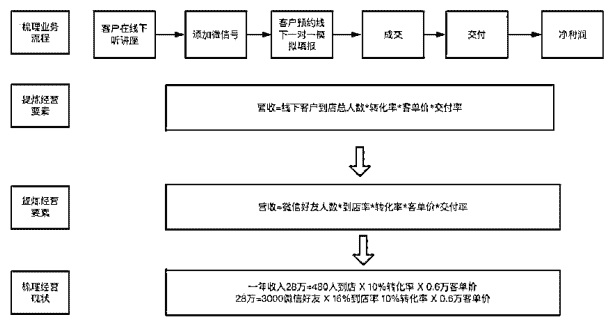 梳理业务
流程
客户在线下
听讲座
添加微信号
客户预约线
下一对一模
拟填报
成交
交付
净利润
提炼经营
要素
营收=线下客户到店总人数*转化率*客单价*交付率
提炼经营
要素
营收=微信好友人数*到店率*转化率*客单价*交付率
梳理经营
现状
一年收入28万=480人到店 X 10%转化率 X 0.6万客单价
28万=3000微信好友 X 16%到店率 10%转化率 X 0.6万客单价